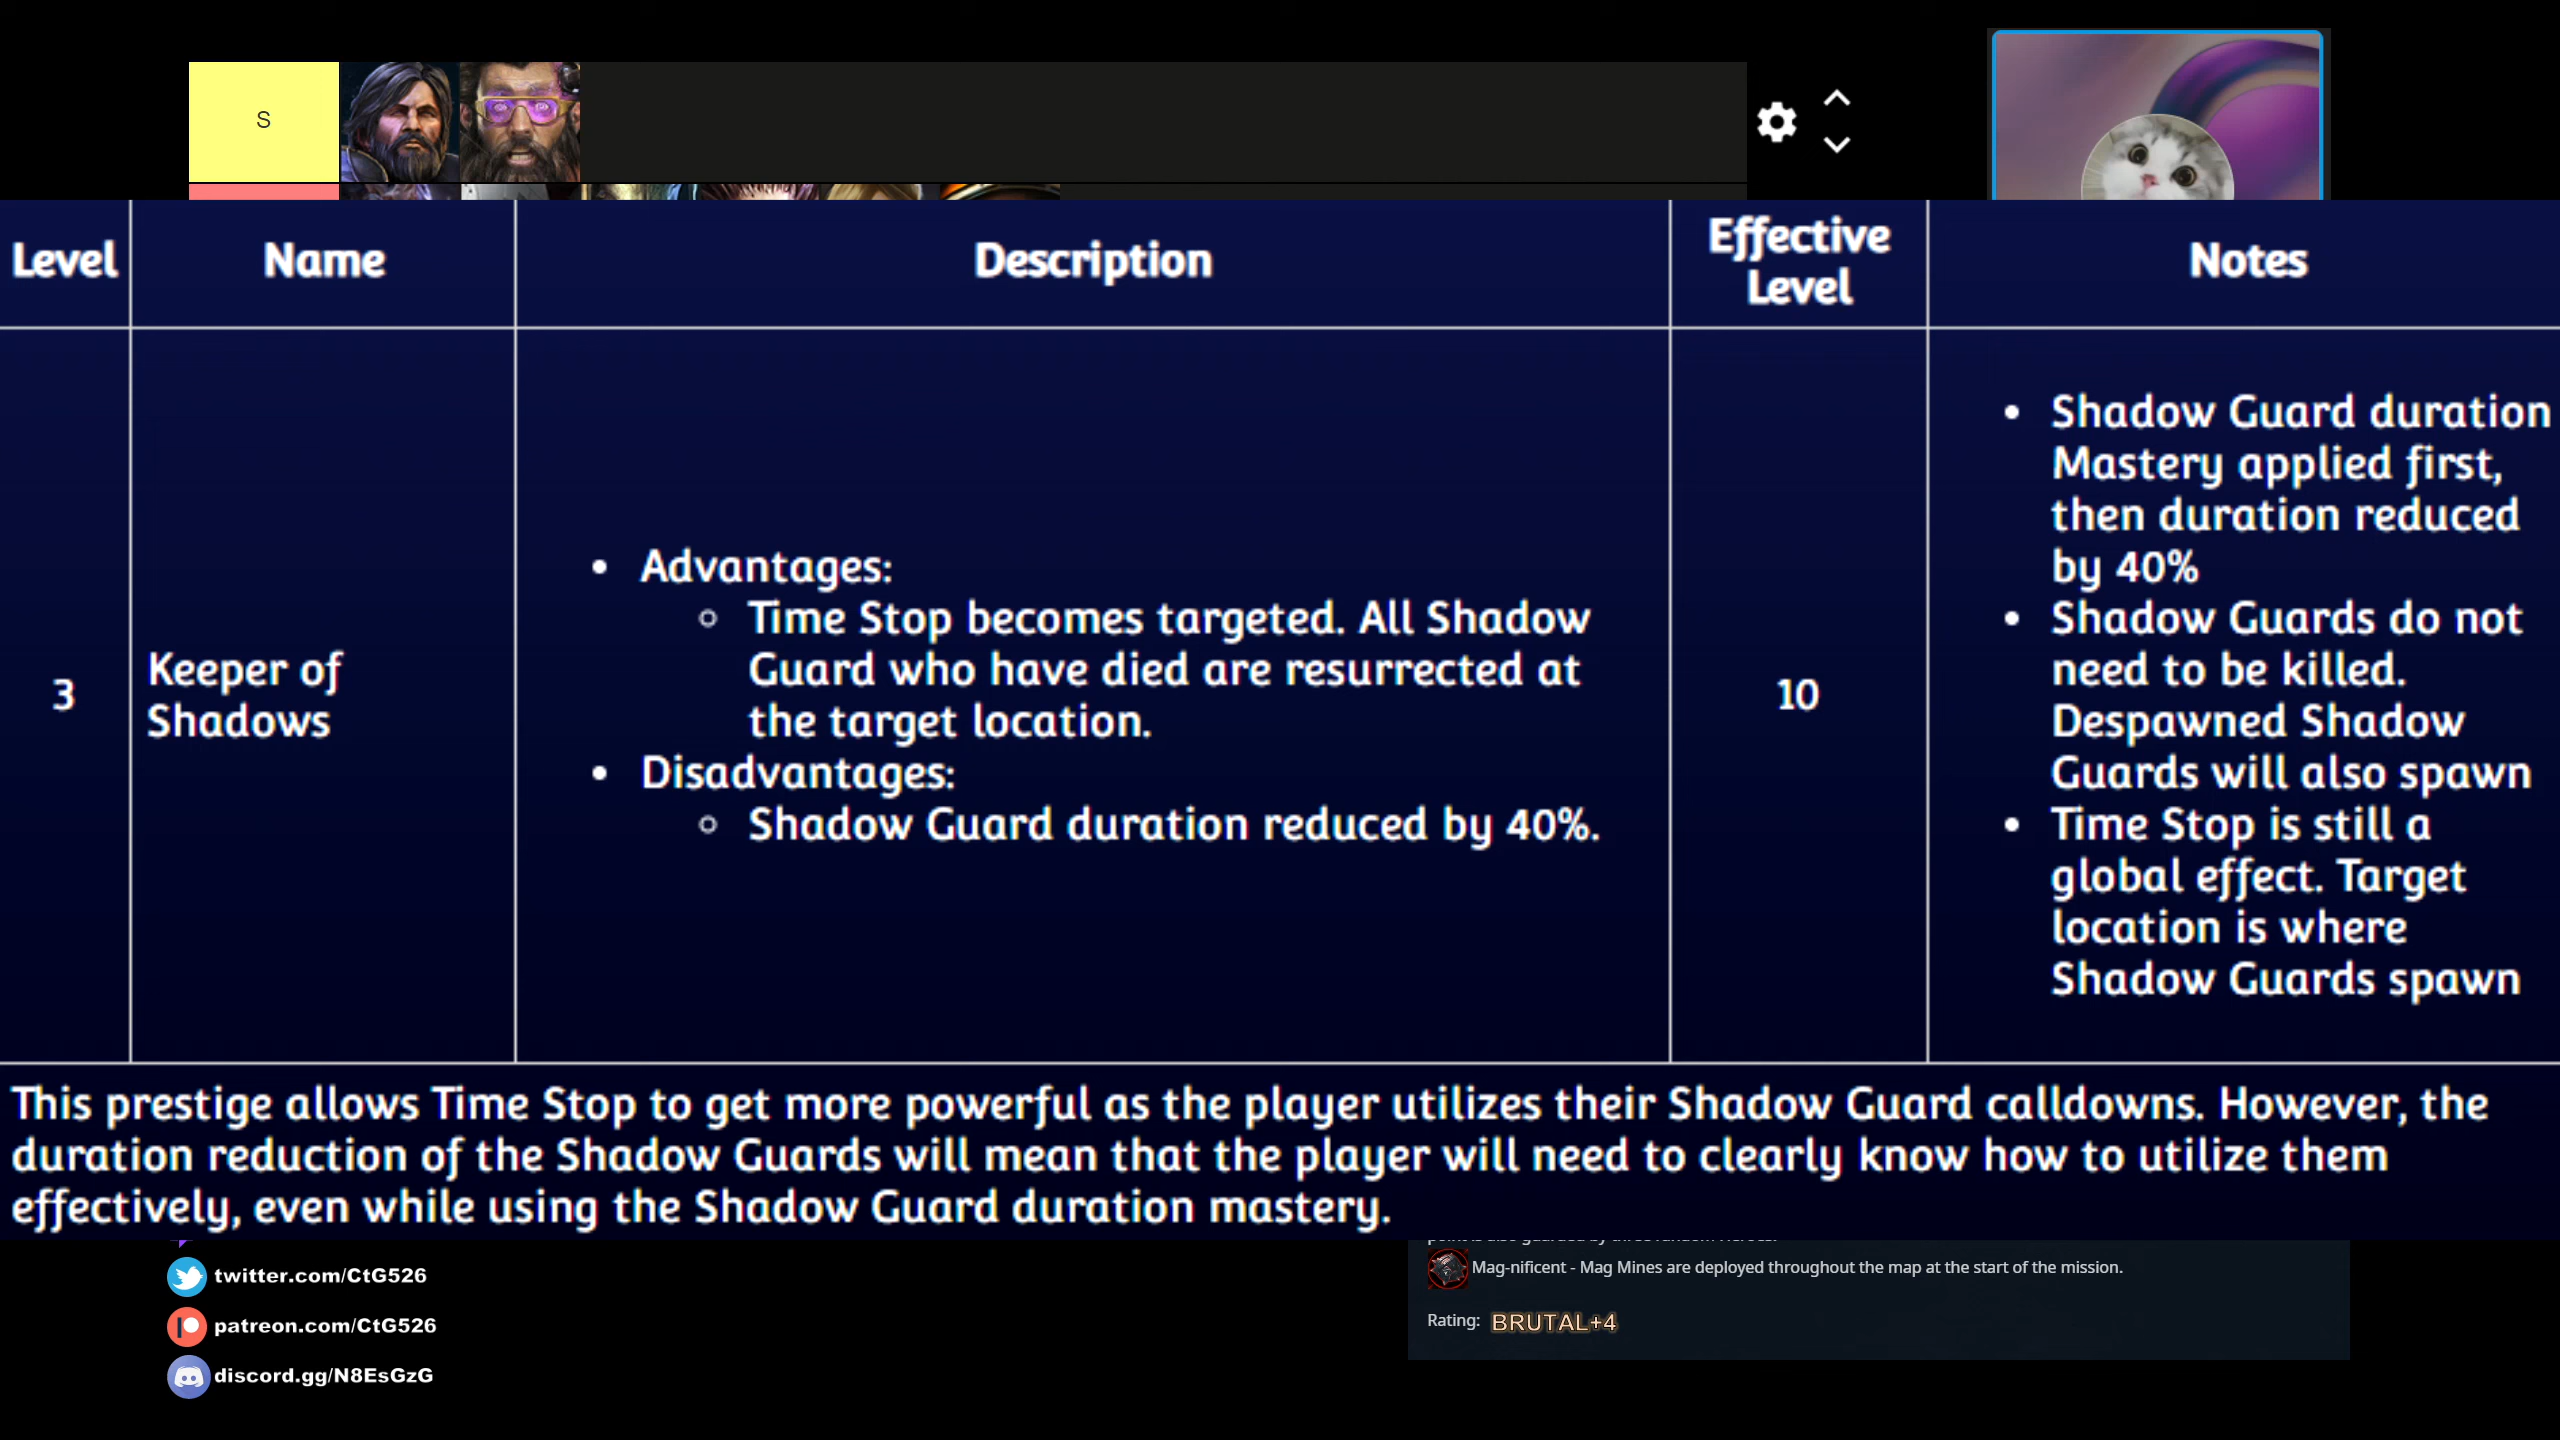 S
Level
Name
Description
Effective
Level
Notes
3
Keeper of
Shadows
• Advantages:
○ Time Stop becomes targeted. All Shadow
Guard who have died are resurrected at
the target location.
• Disadvantages:
○ Shadow Guard duration reduced by 40%.
10
• Shadow Guard duration
Mastery applied first,
then duration reduced
by 40%
• Shadow Guards do not
need to be killed.
Despawned Shadow
Guards will also spawn
• Time Stop is still a
global effect. Target
location is where
Shadow Guards spawn
This prestige allows Time Stop to get more powerful as the player utilizes their Shadow Guard calldowns. However, the
duration reduction of the Shadow Guards will mean that the player will need to clearly know how to utilize them
effectively, even while using the Shadow Guard duration mastery.
twitter.com/CtG526
patreon.com/CtG526
discord.gg/N8EsGzG
Mag-nificent - Mag Mines are deployed throughout the map at the start of the mission.
Rating: BRUTAL+4